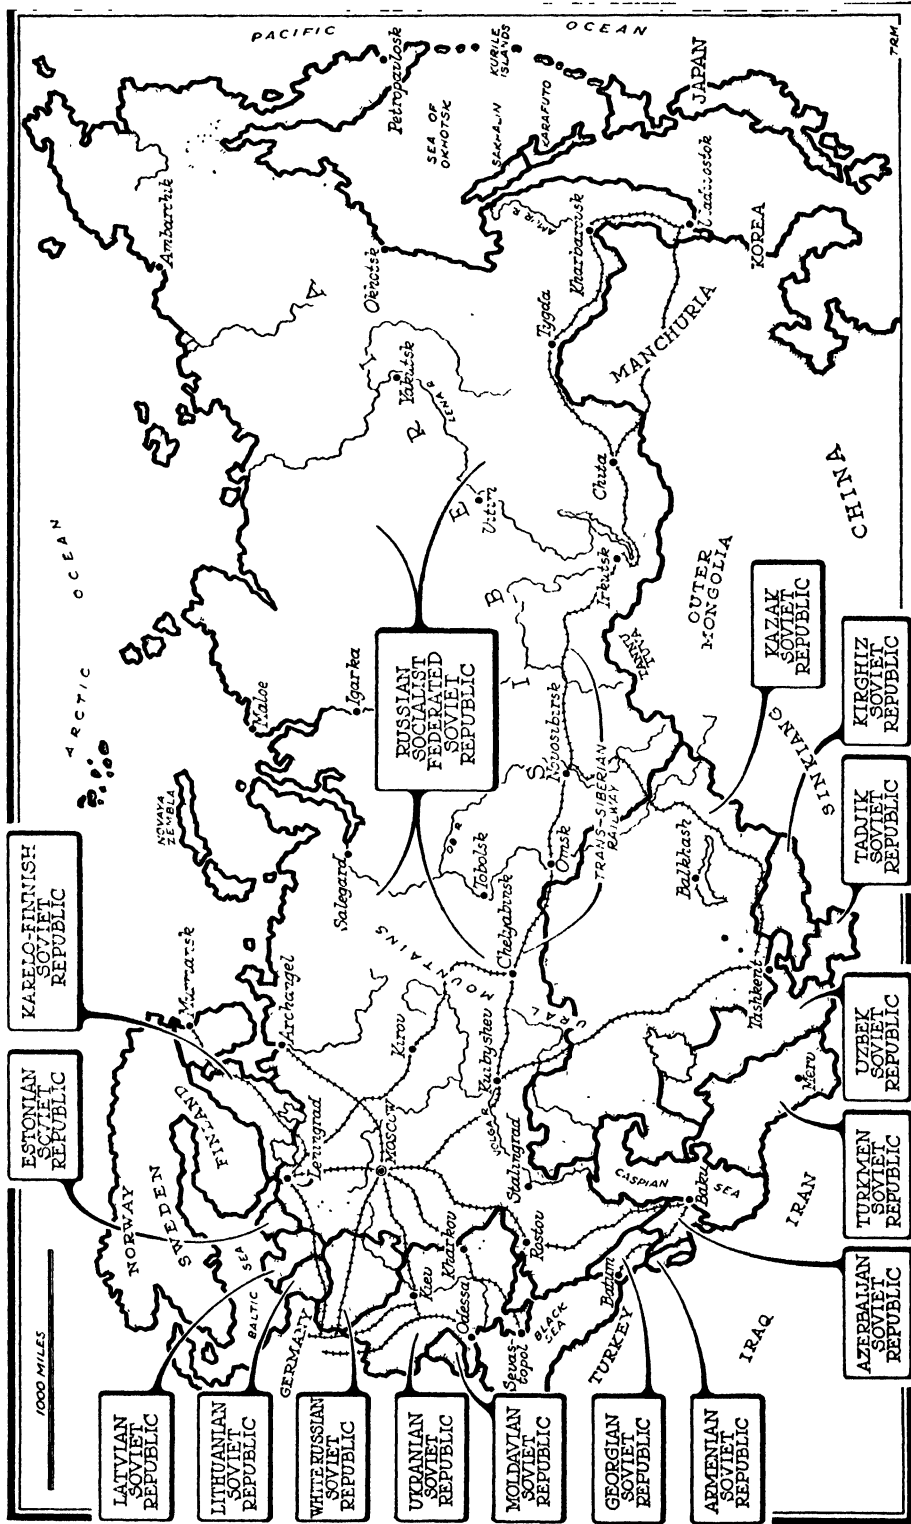 1000 MILES
ESTONIAN
SOVIET
REPUBLIC
KARELO-FINNISH
SOVIET
REPUBLIC
ARCTIC OCEAN
PACIFIC OCEAN
NORWAY
SWEDEN
FINLAND
BALTIC
SEA
GERMANY
Murmansk
Archangel
Leningrad
Moscow
Kirov
Kuibyshev
VOLGA R.
Stalingrad
Kiev
Kharkov
Odessa
Rostov
Sevas-
topol
BLACK
SEA
Batum
Baku
CASPIAN
SEA
TURKEY
IRAQ
IRAN
Merv
Tashkent
URAL MOUNTAINS
Chelyabinsk
Tobolsk
OB R.
Omsk
Balkhash
NOVAYA
ZEMBLA
Salegard
Maloe
Igarka
RUSSIAN
SOCIALIST
FEDERATED
SOVIET
REPUBLIC
SIBERIA
Novosibirsk
TRANS-SIBERIAN
RAILWAY
TANNU
TUVA
OUTER
MONGOLIA
SINKIANG
CHINA
Irkutsk
Chita
Vitim
LENA R.
Yakutsk
Tygda
MANCHURIA
Ambarchik
Okhotsk
Kharbarusk
AMUR R.
KOREA
JAPAN
SAKHALIN
KARAFUTO
SEA OF
OKHOTSK
KURILE
ISLANDS
Petropavlosk
T.R.M.
LATVIAN
SOVIET
REPUBLIC
LITHUANIAN
SOVIET
REPUBLIC
WHITE RUSSIAN
SOVIET
REPUBLIC
UKRANIAN
SOVIET
REPUBLIC
MOLDAVIAN
SOVIET
REPUBLIC
GEORGIAN
SOVIET
REPUBLIC
ARMENIAN
SOVIET
REPUBLIC
AZERBAIJAN
SOVIET
REPUBLIC
TURKMEN
SOVIET
REPUBLIC
UZBEK
SOVIET
REPUBLIC
TADJIK
SOVIET
REPUBLIC
KIRGHIZ
SOVIET
REPUBLIC
KAZAK
SOVIET
REPUBLIC